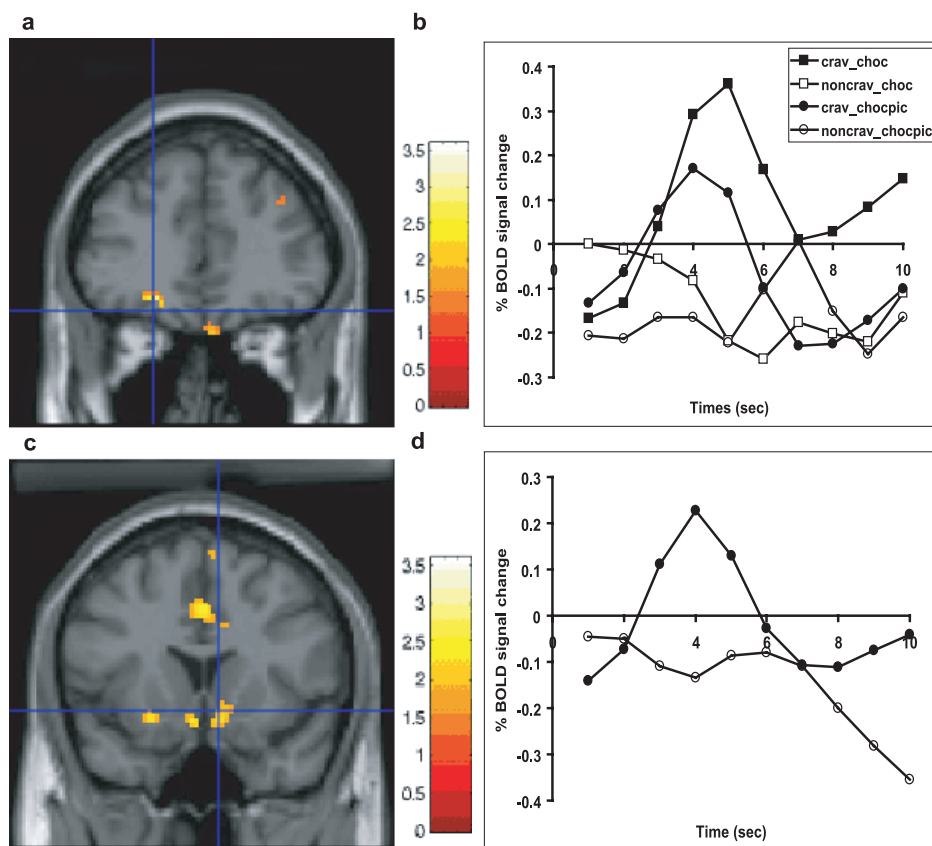 a
3.5
3
2.5
2
1.5
1
0.5
0
b
crav_choc
noncrav_choc
crav_chocpic
noncrav_chocpic
% BOLD signal change
0.4
0.3
0.2
0.1
0
-0.1
-0.2
-0.3
0 2 4 6 8 10
Times (sec)
c
3.5
3
2.5
2
1.5
1
0.5
0
d
% BOLD signal change
0.3
0.2
0.1
0
-0.1
-0.2
-0.3
-0.4
0 2 4 6 8 10
Time (sec)